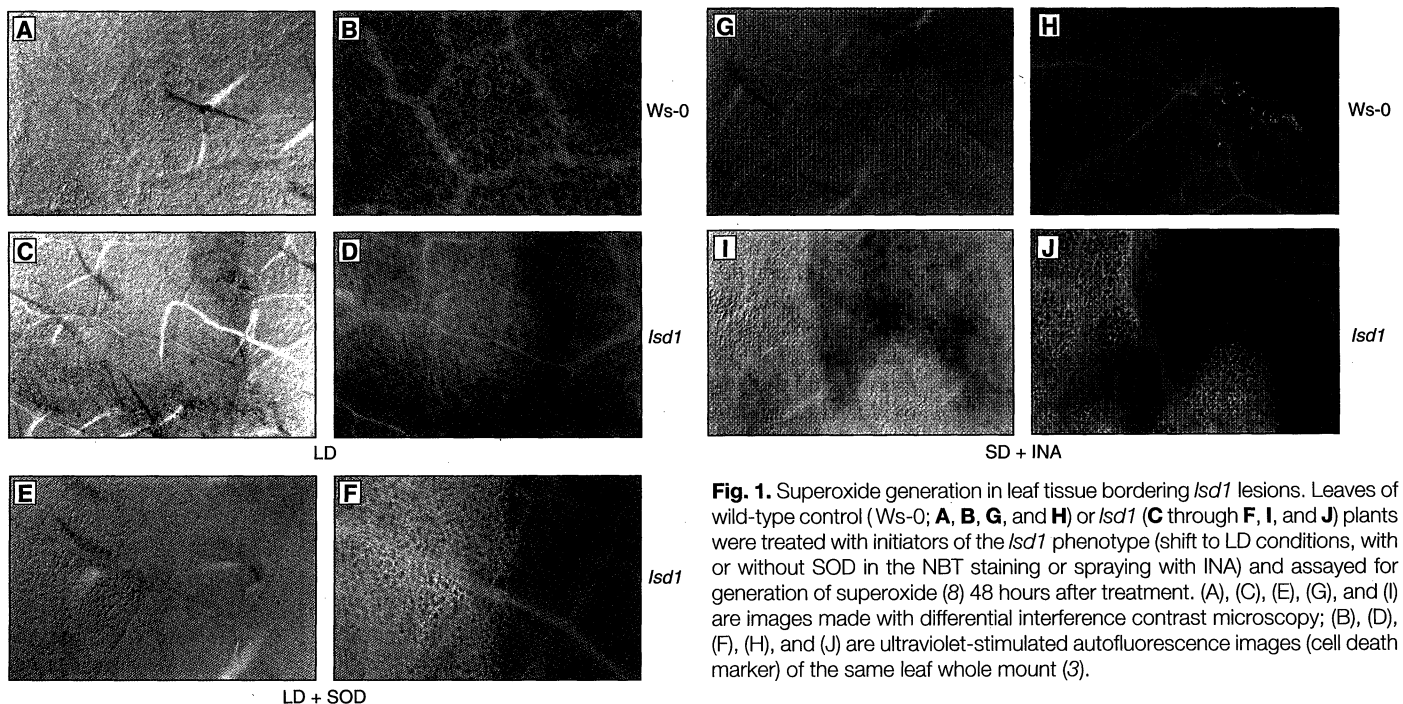 A
B
Ws-0
C
D
lsd1
LD
E
F
lsd1
LD + SOD
G
H
Ws-0
I
J
lsd1
SD + INA
Fig. 1. Superoxide generation in leaf tissue bordering lsd1 lesions. Leaves of
wild-type control (Ws-0; A, B, G, and H) or lsd1 (C through F, I, and J) plants
were treated with initiators of the lsd1 phenotype (shift to LD conditions, with
or without SOD in the NBT staining or spraying with INA) and assayed for
generation of superoxide (8) 48 hours after treatment. (A), (C), (E), (G), and (I)
are images made with differential interference contrast microscopy; (B), (D),
(F), (H), and (J) are ultraviolet-stimulated autofluorescence images (cell death
marker) of the same leaf whole mount (3).